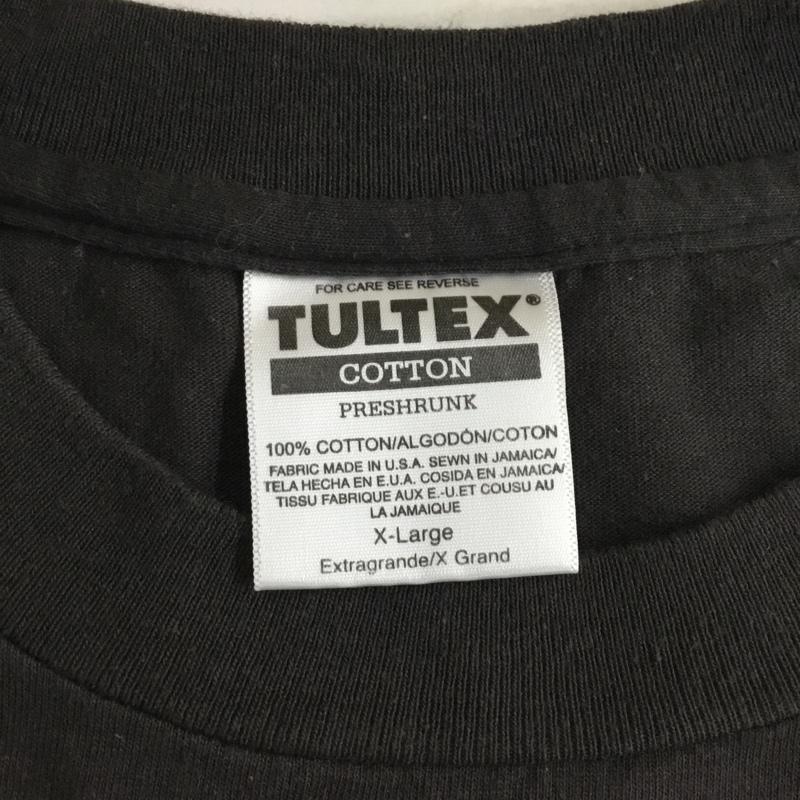 FOR CARE SEE REVERSE
TULTEX®
COTTON
PRESHRUNK
100% COTTON/ALGODÓN/COTON
FABRIC MADE IN U.S.A. SEWN IN JAMAICA/
TELA HECHA EN E.U.A. COSIDA EN JAMAICA/
TISSU FABRIQUE AUX E.-U.ET COUSU AU
LA JAMAIQUE
X-Large
Extragrande/X Grand